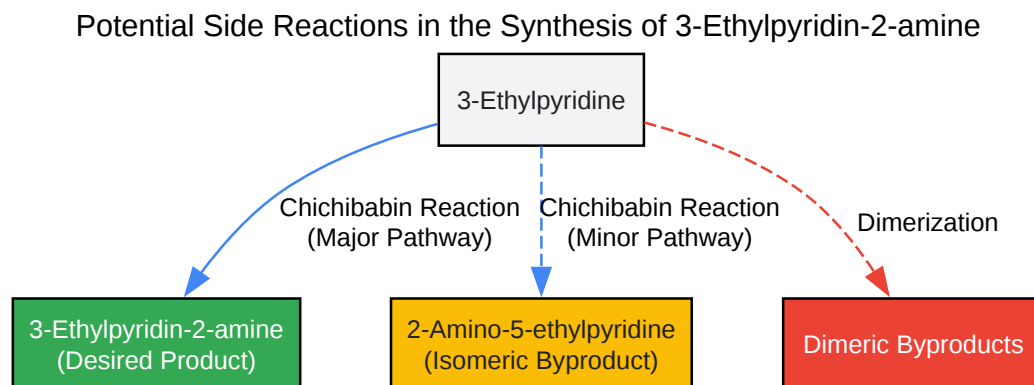 Potential Side Reactions in the Synthesis of 3-Ethylpyridin-2-amine
3-Ethylpyridine
Chichibabin Reaction
(Major Pathway)
Chichibabin Reaction
(Minor Pathway)
Dimerization
3-Ethylpyridin-2-amine
(Desired Product)
2-Amino-5-ethylpyridine
(Isomeric Byproduct)
Dimeric Byproducts